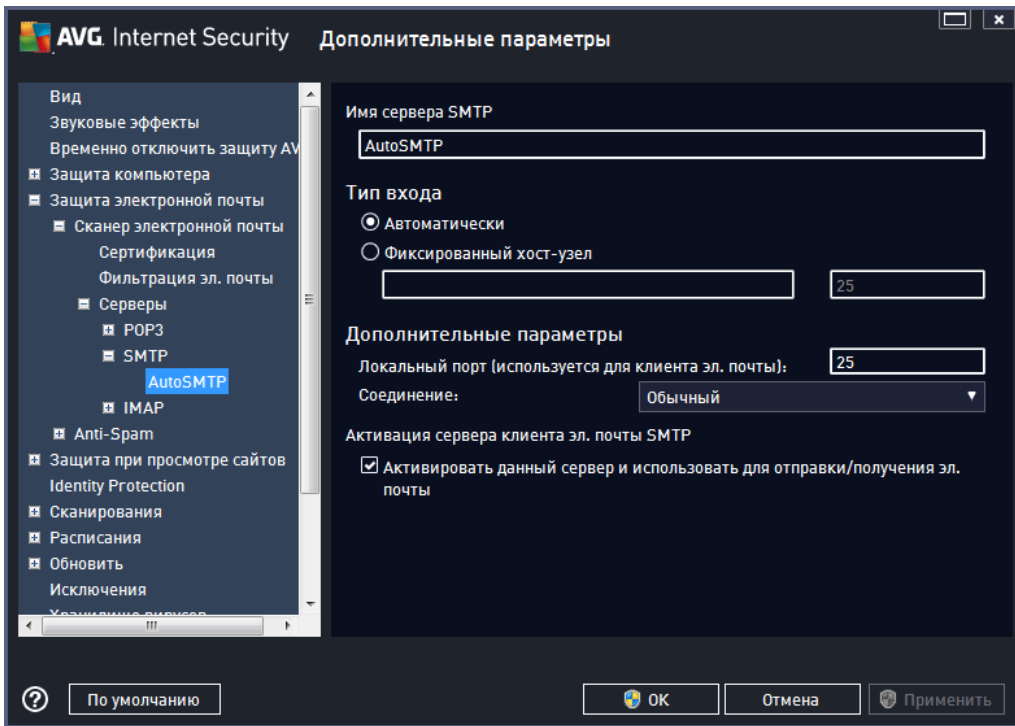 AVG. Internet Security Дополнительные параметры
Вид
Звуковые эффекты
Временно отключить защиту AV
Защита компьютера
Защита электронной почты
Сканер электронной почты
Сертификация
Фильтрация эл. почты
Серверы
POP3
SMTP
AutoSMTP
IMAP
Anti-Spam
Защита при просмотре сайтов
Identity Protection
Сканирования
Расписания
Обновить
Исключения
Хранилище вирусов
Имя сервера SMTP
AutoSMTP
Тип входа
Автоматически
Фиксированный хост-узел
25
Дополнительные параметры
Локальный порт (используется для клиента эл. почты): 25
Соединение: Обычный
Активация сервера клиента эл. почты SMTP
Активировать данный сервер и использовать для отправки/получения эл.
почты
По умолчанию OK Отмена Применить